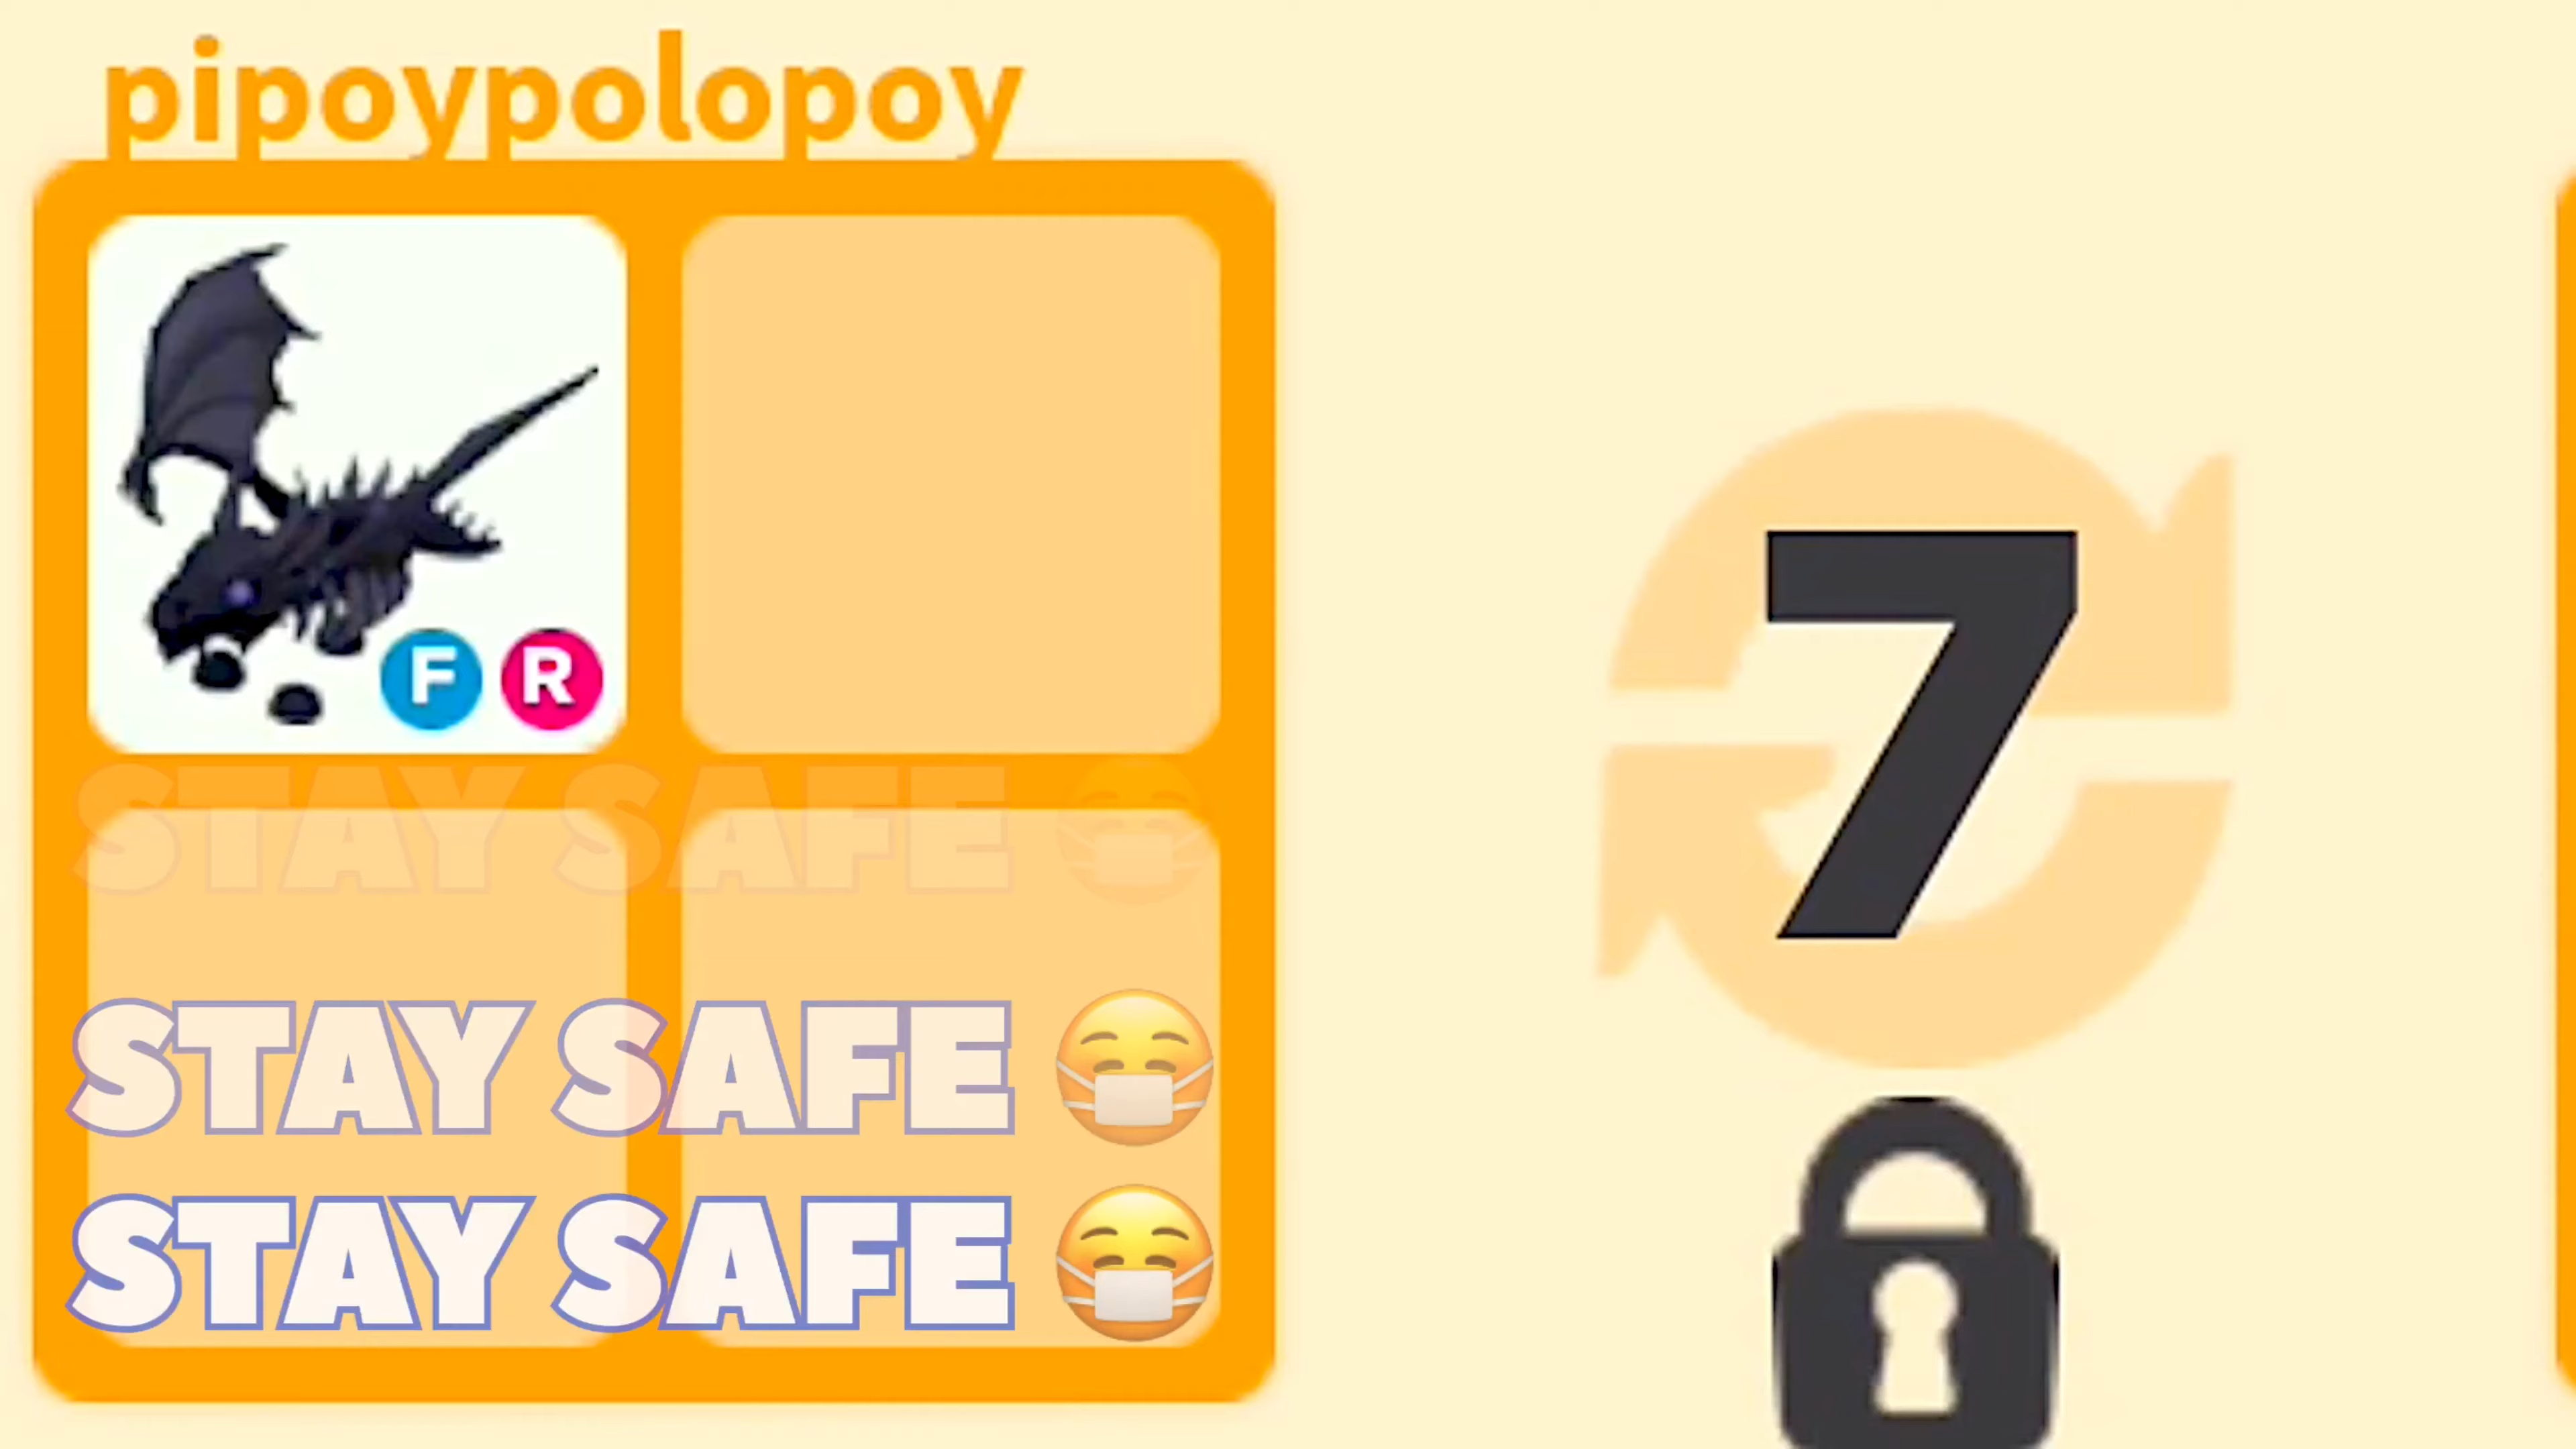 pipoypolopoy
F R
7
STAY SAFE 😷
STAY SAFE 😷
STAY SAFE 😷